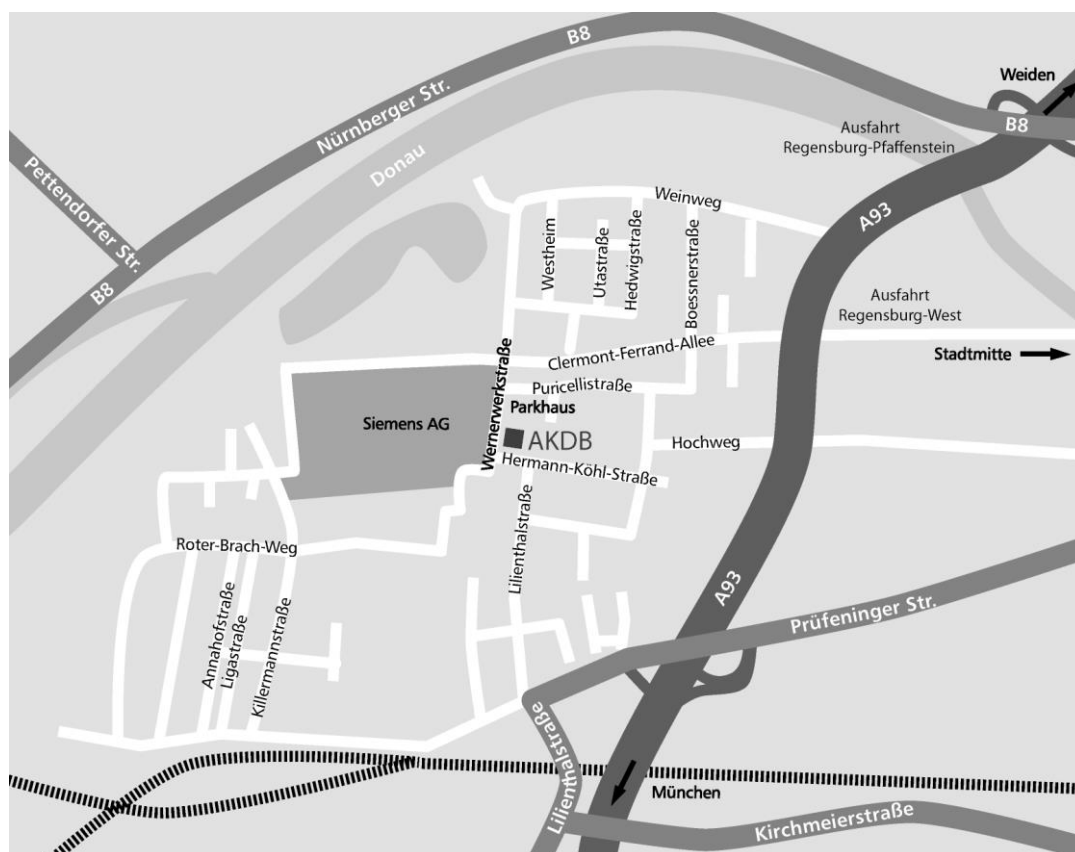 B8
Weiden
Nürnberger Str.
B8
Ausfahrt
Regensburg-Pfaffenstein
Donau
Pettendorfer Str.
Weinweg
A93
Westheim
Utastraße
Hedwigstraße
Boessnerstraße
B8
Ausfahrt
Regensburg-West
Clermont-Ferrand-Allee
Stadtmitte
Wernerwerkstraße
Puricellistraße
Parkhaus
Siemens AG
AKDB
Hochweg
Hermann-Köhl-Straße
Lilienthalstraße
Roter-Brach-Weg
A93
Annahofstraße
Ligastraße
Killermannstraße
Prüfeninger Str.
Lilienthalstraße
München
Kirchmeierstraße